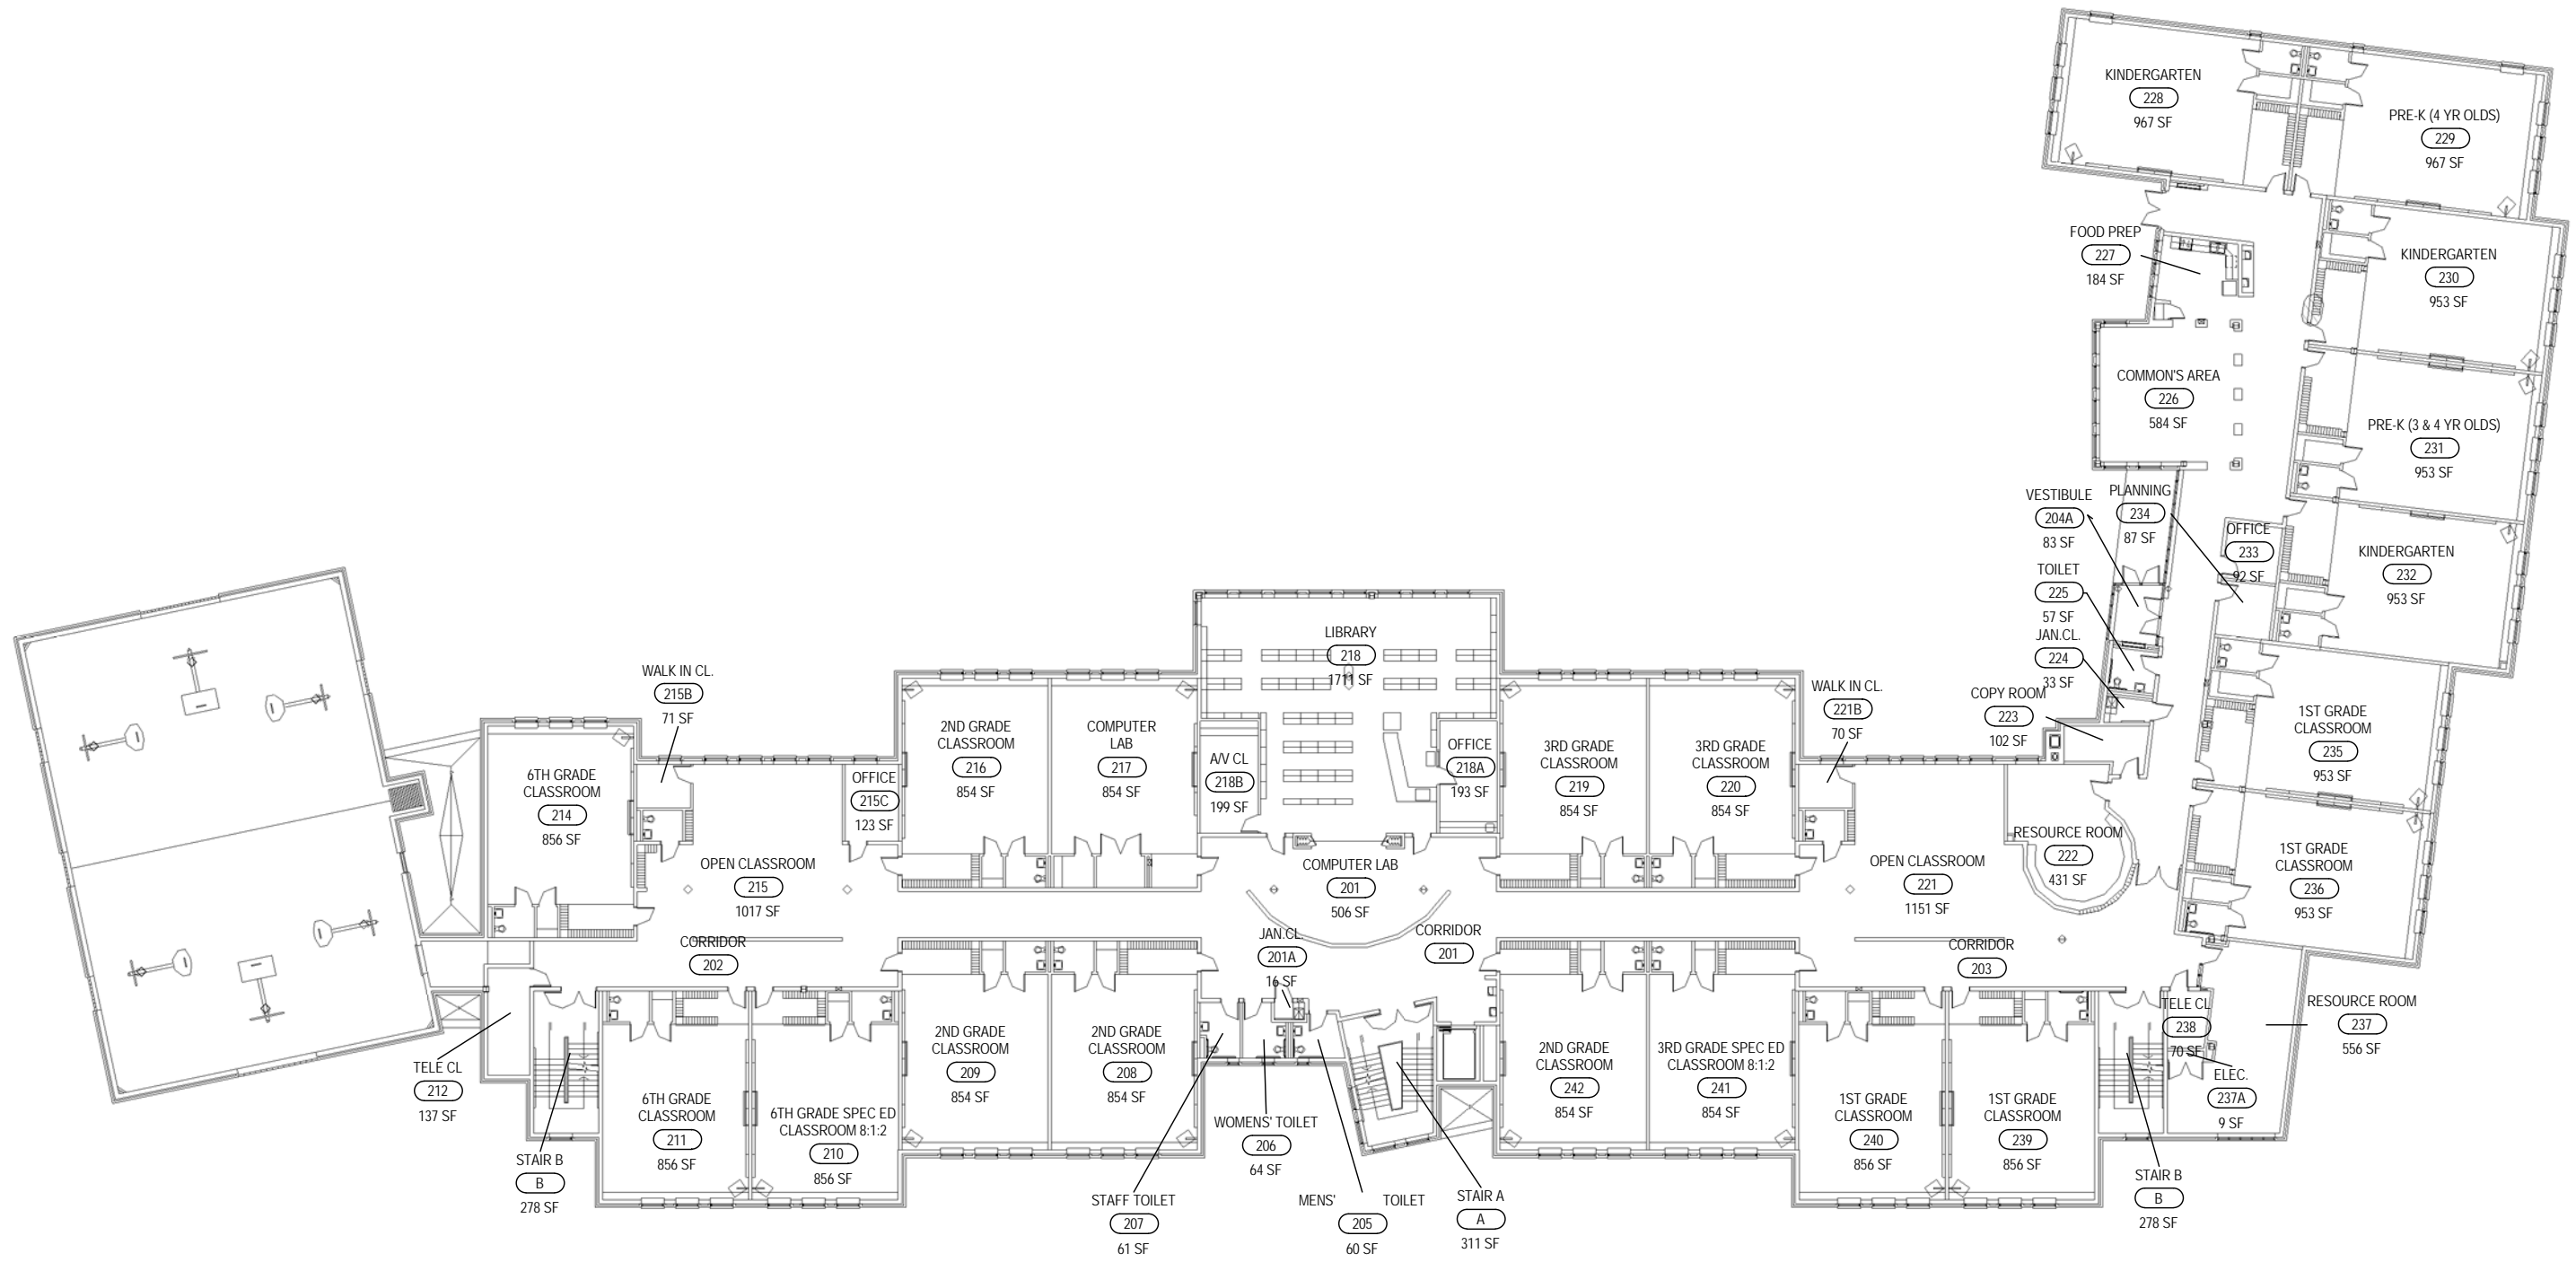 KINDERGARTEN
228
967 SF
PRE-K (4 YR OLDS)
229
967 SF
FOOD PREP
227
184 SF
KINDERGARTEN
230
953 SF
COMMON'S AREA
226
584 SF
PRE-K (3 & 4 YR OLDS)
231
953 SF
VESTIBULE
204A
83 SF
PLANNING
234
87 SF
OFFICE
233
92 SF
KINDERGARTEN
232
953 SF
TOILET
225
57 SF
JAN.CL.
224
33 SF
COPY ROOM
223
102 SF
LIBRARY
218
1711 SF
WALK IN CL.
215B
71 SF
WALK IN CL.
221B
70 SF
1ST GRADE
CLASSROOM
235
953 SF
6TH GRADE
CLASSROOM
214
856 SF
OFFICE
215C
123 SF
2ND GRADE
CLASSROOM
216
854 SF
COMPUTER
LAB
217
854 SF
A/V CL
218B
199 SF
OFFICE
218A
193 SF
3RD GRADE
CLASSROOM
219
854 SF
3RD GRADE
CLASSROOM
220
854 SF
OPEN CLASSROOM
215
1017 SF
COMPUTER LAB
201
506 SF
OPEN CLASSROOM
221
1151 SF
RESOURCE ROOM
222
431 SF
1ST GRADE
CLASSROOM
236
953 SF
CORRIDOR
202
JAN.CL.
201A
16 SF
CORRIDOR
201
CORRIDOR
203
TELE CL
212
137 SF
6TH GRADE
CLASSROOM
211
856 SF
6TH GRADE SPEC ED
CLASSROOM 8:1:2
210
856 SF
2ND GRADE
CLASSROOM
209
854 SF
2ND GRADE
CLASSROOM
208
854 SF
2ND GRADE
CLASSROOM
242
854 SF
3RD GRADE SPEC ED
CLASSROOM 8:1:2
241
854 SF
1ST GRADE
CLASSROOM
240
856 SF
1ST GRADE
CLASSROOM
239
856 SF
TELE CL
238
70 SF
RESOURCE ROOM
237
556 SF
ELEC.
237A
9 SF
STAIR B
B
278 SF
STAFF TOILET
207
61 SF
WOMENS' TOILET
206
64 SF
MENS' TOILET
205
60 SF
STAIR A
A
311 SF
STAIR B
B
278 SF